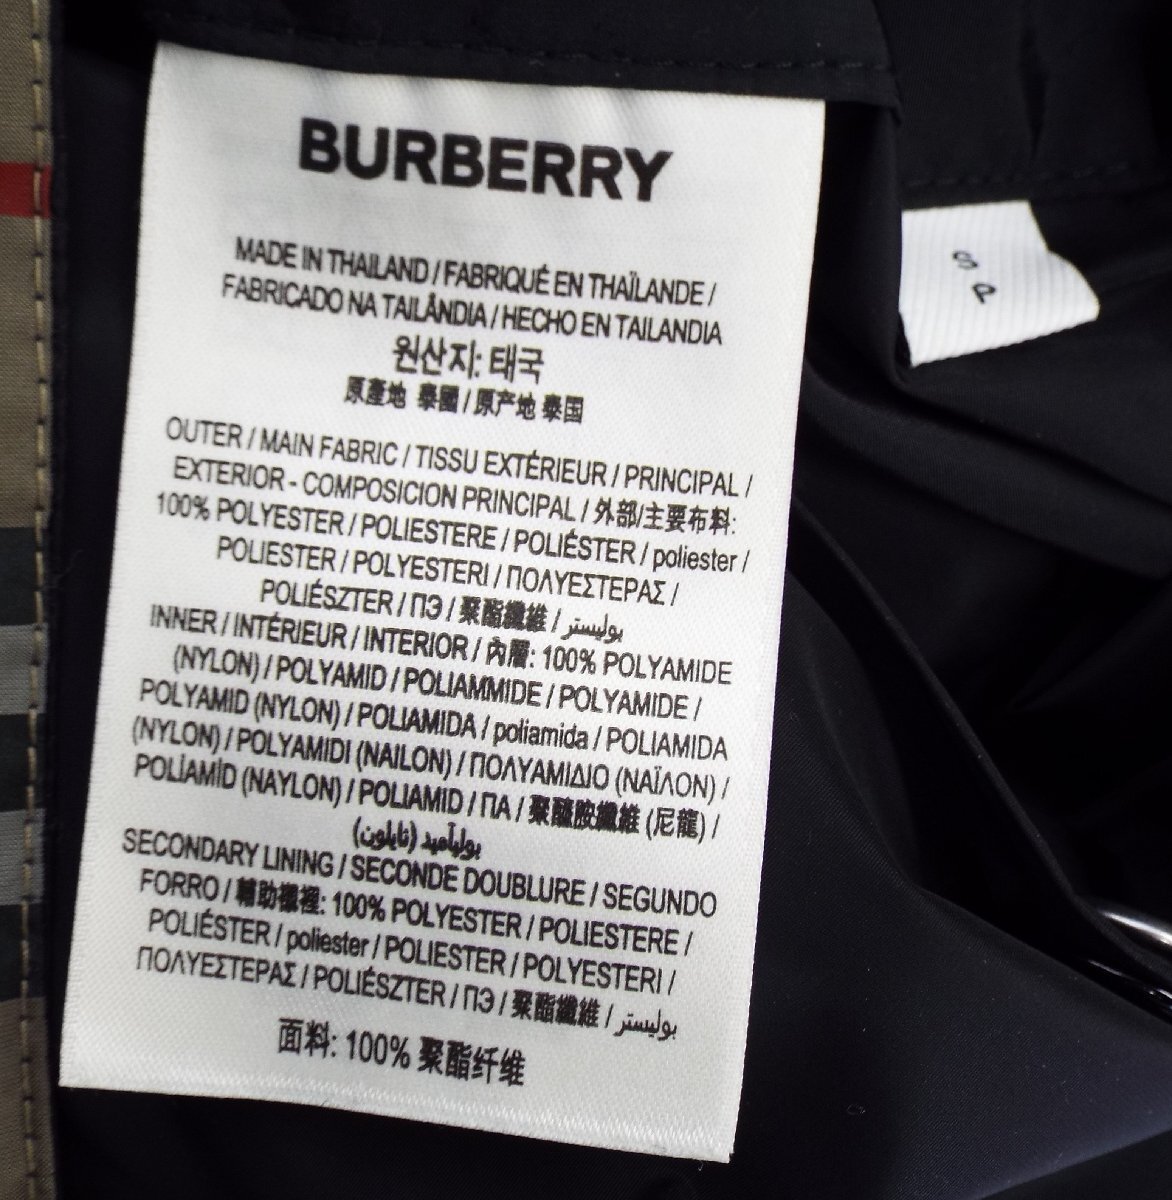 BURBERRY
MADE IN THAILAND / FABRIQUÉ EN THAÏLANDE /
FABRICADO NA TAILÂNDIA / HECHO EN TAILANDIA
원산지: 태국
原產地 泰國 / 原产地 泰国
OUTER / MAIN FABRIC / TISSU EXTÉRIEUR / PRINCIPAL /
EXTERIOR - COMPOSICION PRINCIPAL / 外部/主要布料:
100% POLYESTER / POLIESTERE / POLIÉSTER / poliester /
POLIESTER / POLYESTERI / ΠΟΛΥΕΣΤΕΡΑΣ /
POLIÉSZTER / ПЭ / 聚酯纖維 / بوليستر
INNER / INTÉRIEUR / INTERIOR / 內層: 100% POLYAMIDE
(NYLON) / POLYAMID / POLIAMMIDE / POLYAMIDE /
POLYAMID (NYLON) / POLIAMIDA / poliamida / POLIAMIDA
(NYLON) / POLYAMIDI (NAILON) / ΠΟΛΥΑΜΙΔΙΟ (ΝΑΪΛΟΝ) /
POLİAMİD (NAYLON) / POLIAMID / ПА / 聚醯胺纖維 (尼龍) /
بوليآميد (نايلون)
SECONDARY LINING / SECONDE DOUBLURE / SEGUNDO
FORRO / 輔助襯裡: 100% POLYESTER / POLIESTERE /
POLIÉSTER / poliester / POLIESTER / POLYESTERI /
ΠΟΛΥΕΣΤΕΡΑΣ / POLIÉSZTER / ПЭ / 聚酯纖維 / بوليستر
面料: 100% 聚酯纤维
S P